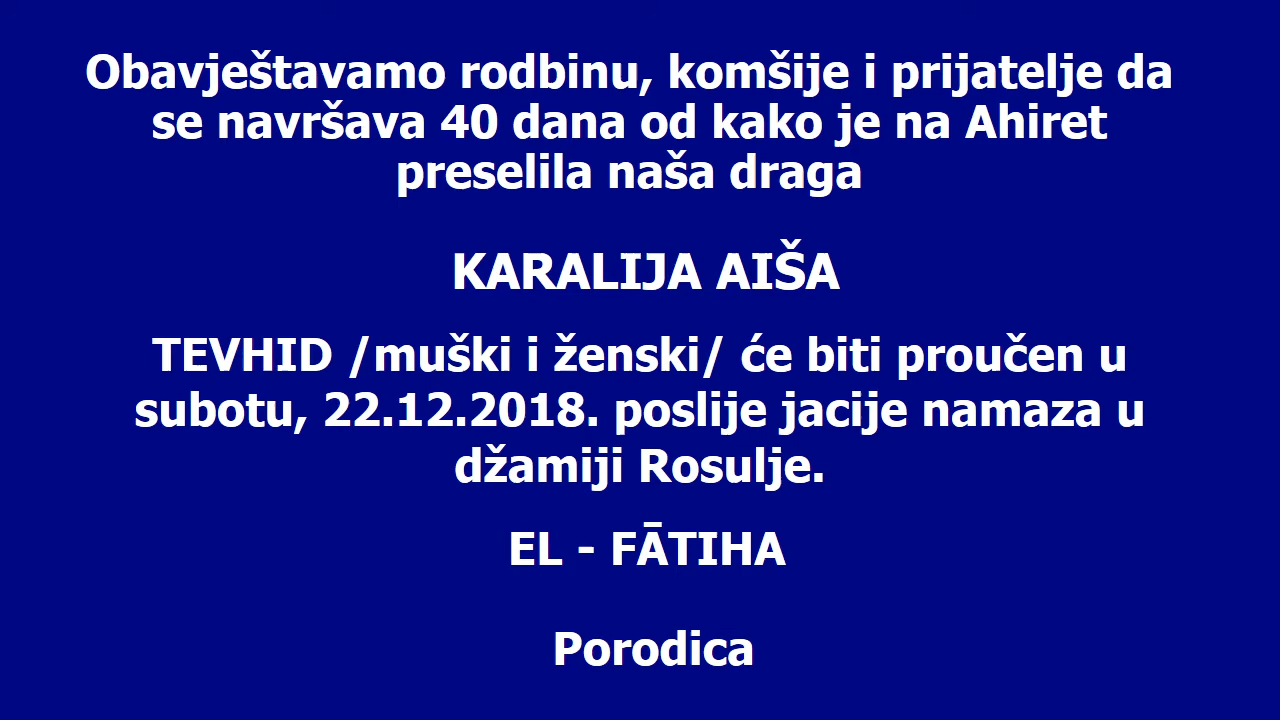 Obavještavamo rodbinu, komšije i prijatelje da
se navršava 40 dana od kako je na Ahiret
preselila naša draga
KARALIJA AIŠA
TEVHID /muški i ženski/ će biti proučen u
subotu, 22.12.2018. poslije jacije namaza u
džamiji Rosulje.
EL - FĀTIHA
Porodica